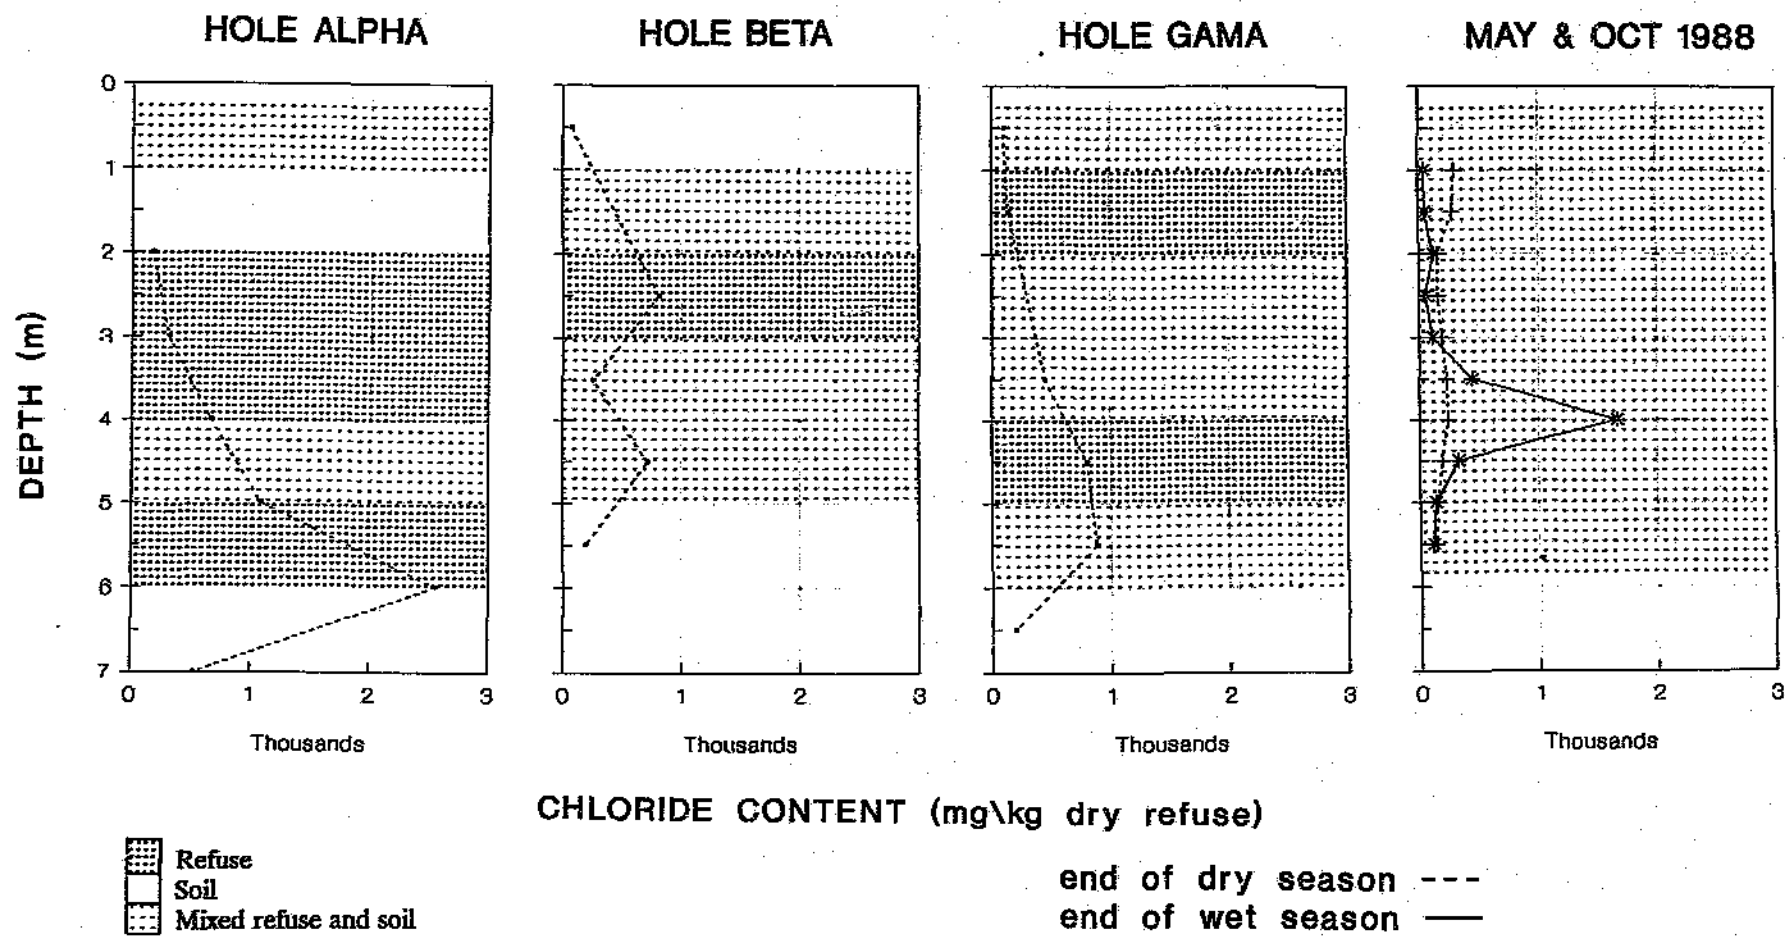 HOLE ALPHA
HOLE BETA
HOLE GAMA
MAY & OCT 1988
DEPTH (m)
0
1
2
3
4
5
6
7
0 1 2 3
0 1 2 3
0 1 2 3
0 1 2 3
Thousands
Thousands
Thousands
Thousands
CHLORIDE CONTENT (mg\kg dry refuse)
Refuse
Soil
Mixed refuse and soil
end of dry season
end of wet season